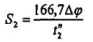 S₂ = 166,7Δφ / t₂ⁿ